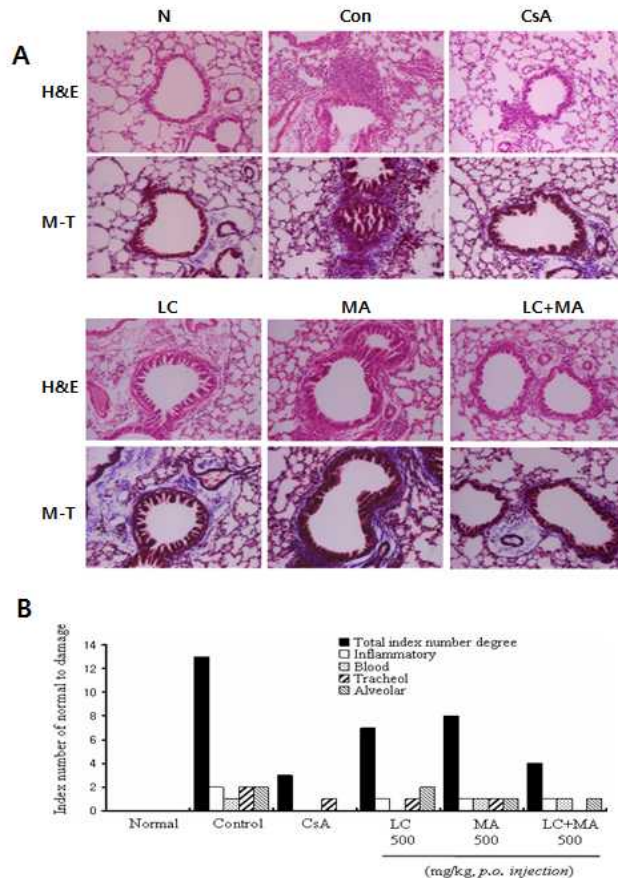 N Con CsA
A
H&E
M-T
LC MA LC+MA
H&E
M-T
B
Index number of normal to damage
14
12
10
8
6
4
2
0
Total index number degree
Inflammatory
Blood
Tracheol
Alveolar
Normal Control CsA LC MA LC+MA
500 500 500
(mg/kg, p.o. injection)